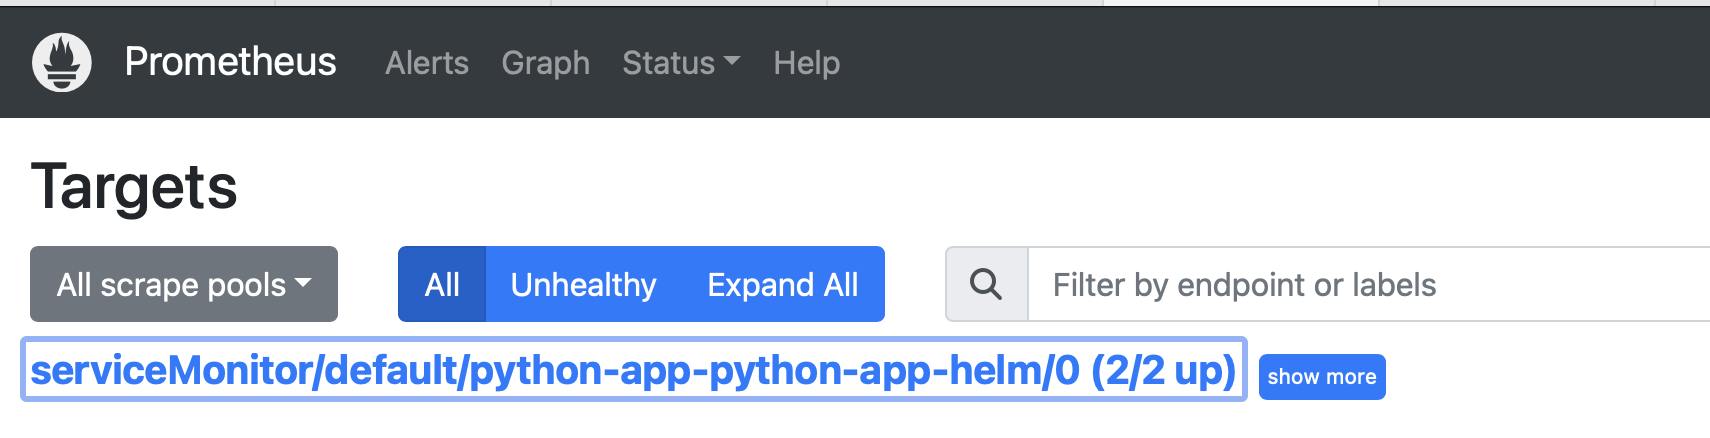 Prometheus Alerts Graph Status Help
Targets
All scrape pools All Unhealthy Expand All Filter by endpoint or labels
serviceMonitor/default/python-app-python-app-helm/0 (2/2 up) show more